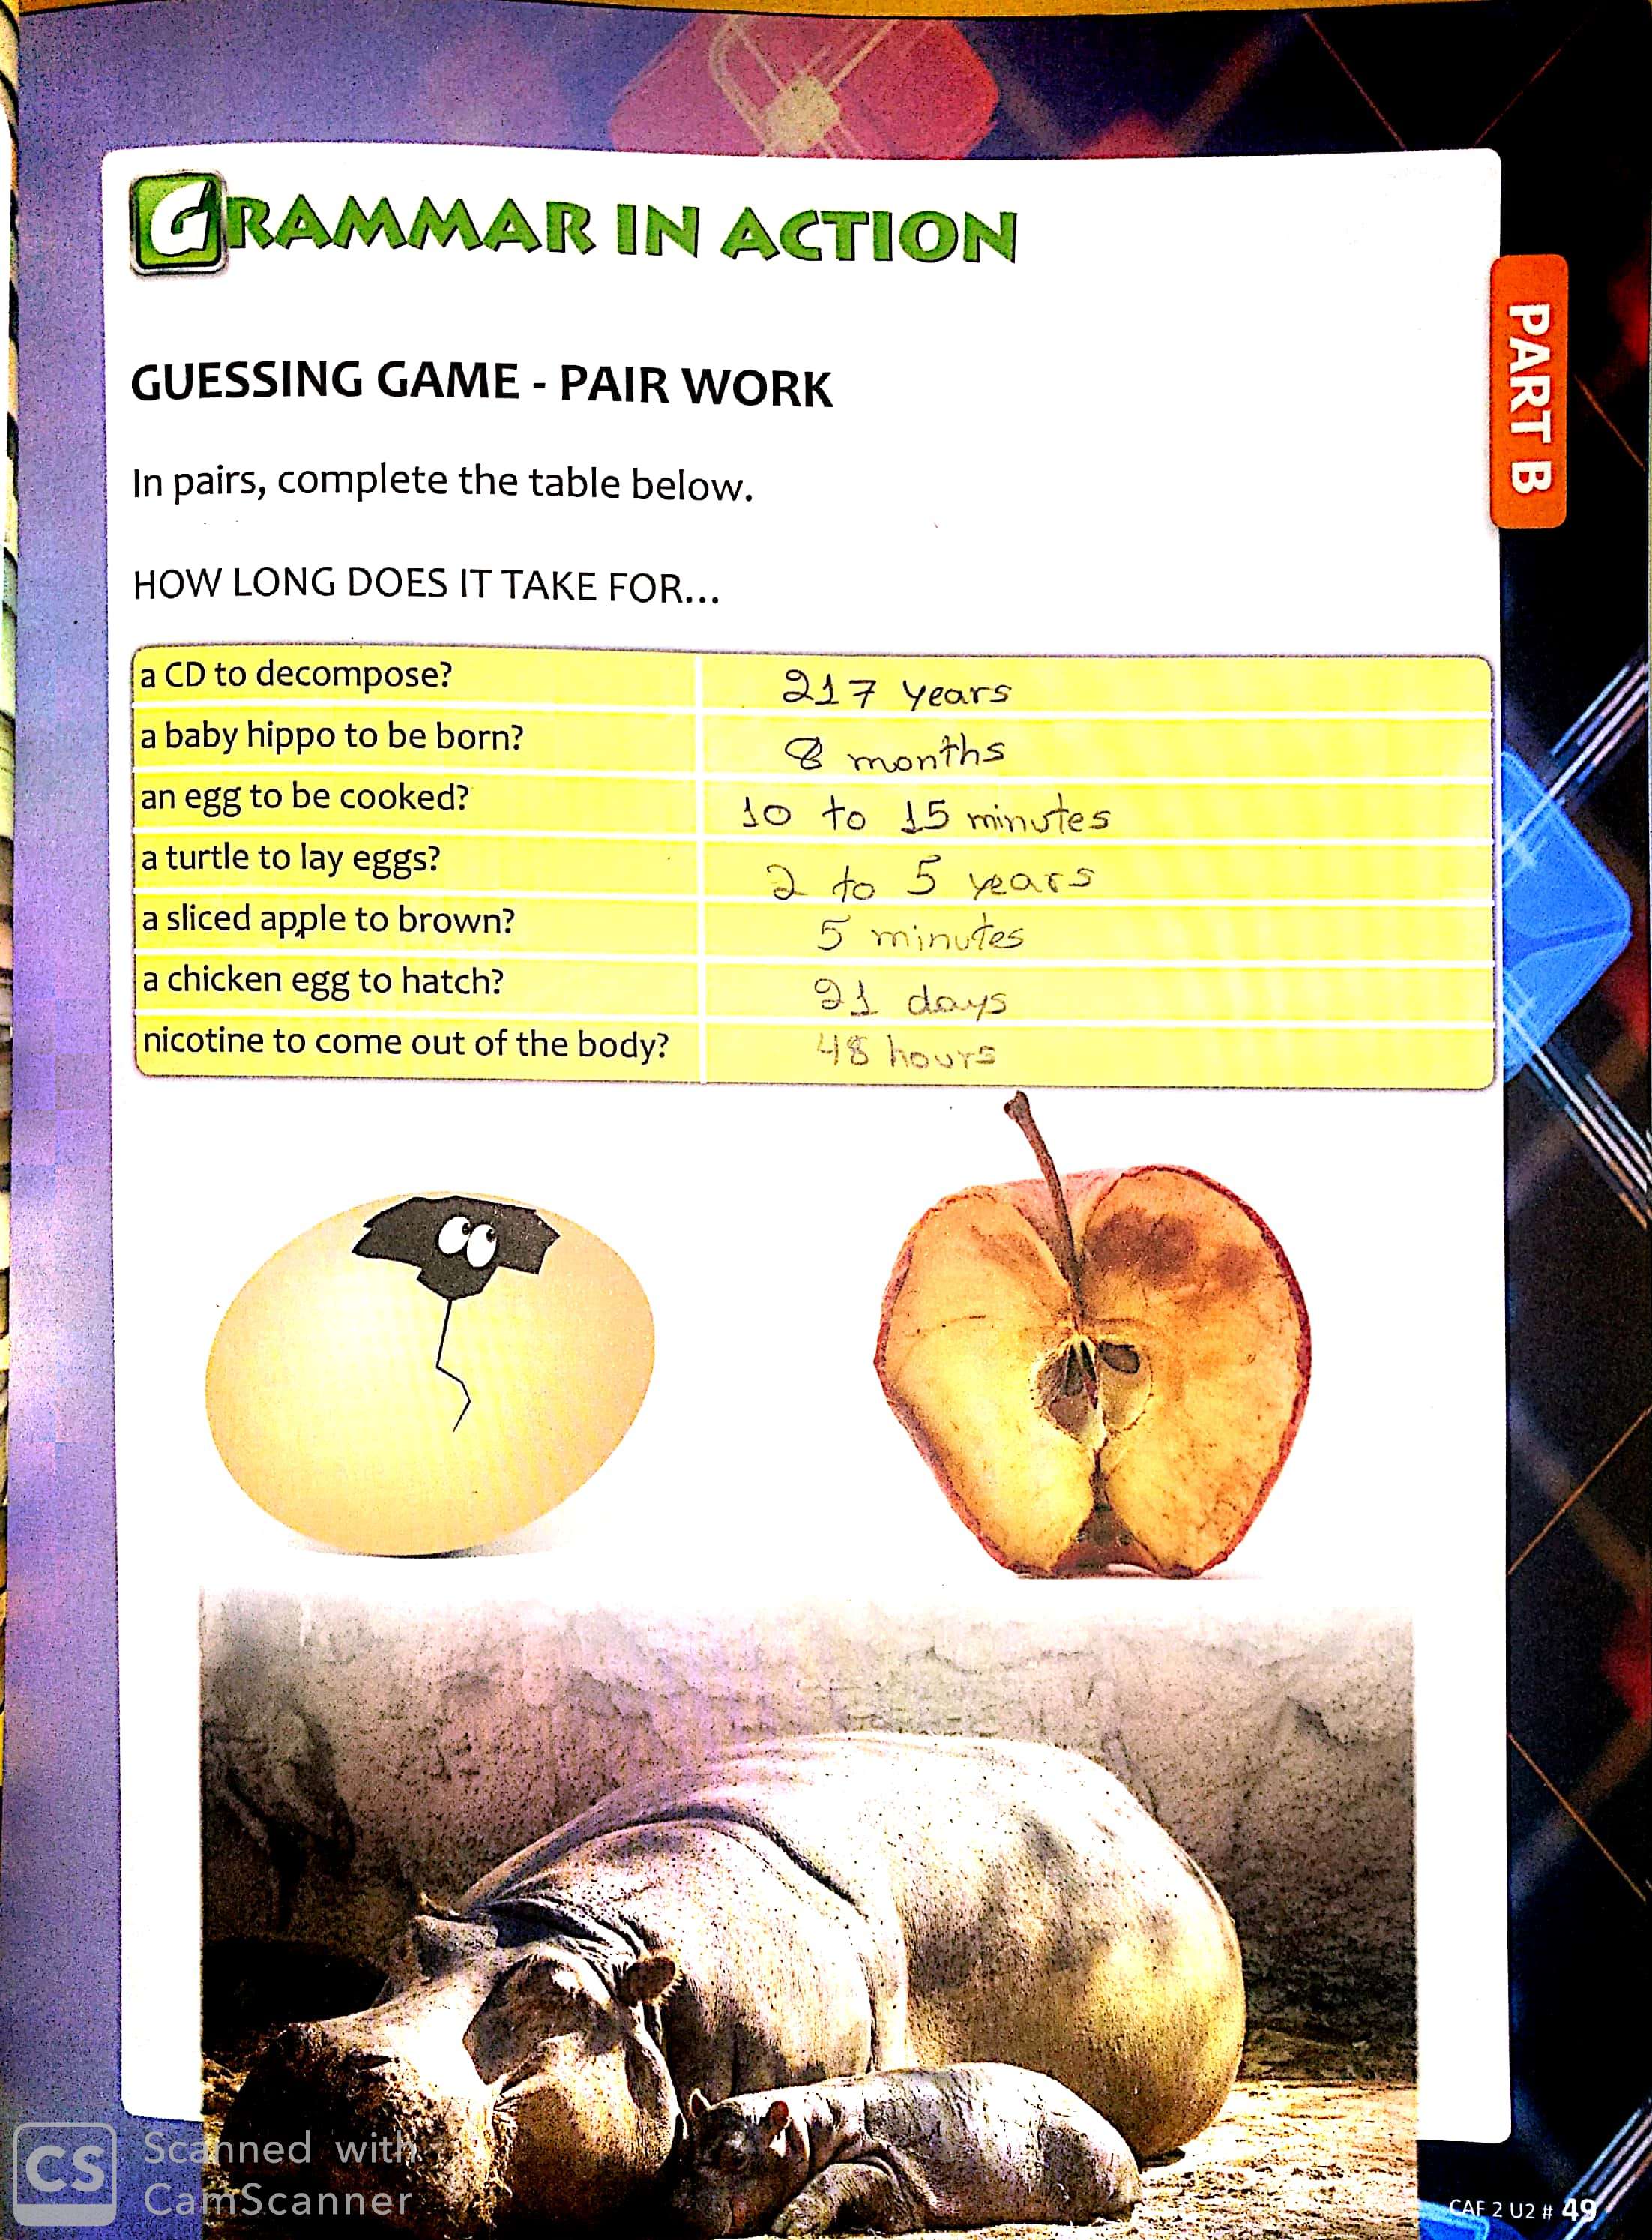 GRAMMAR IN ACTION
PART B
GUESSING GAME - PAIR WORK
In pairs, complete the table below.
HOW LONG DOES IT TAKE FOR...
a CD to decompose? 217 years
a baby hippo to be born? 8 months
an egg to be cooked? 10 to 15 minutes
a turtle to lay eggs? 2 to 5 years
a sliced apple to brown? 5 minutes
a chicken egg to hatch? 21 days
nicotine to come out of the body? 48 hours
CS Scanned with
CamScanner
CAF 2 U2 # 49